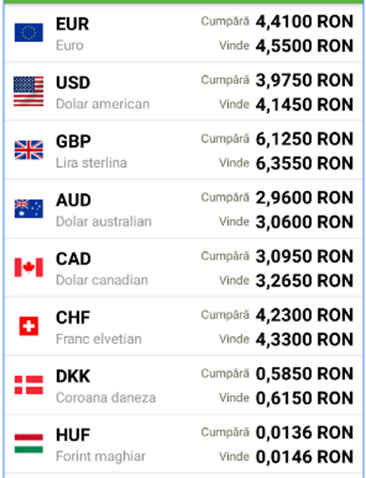 EUR Cumpără 4,4100 RON
Euro Vinde 4,5500 RON
USD Cumpără 3,9750 RON
Dolar american Vinde 4,1450 RON
GBP Cumpără 6,1250 RON
Lira sterlina Vinde 6,3550 RON
AUD Cumpără 2,9600 RON
Dolar australian Vinde 3,0600 RON
CAD Cumpără 3,0950 RON
Dolar canadian Vinde 3,2650 RON
CHF Cumpără 4,2300 RON
Franc elvetian Vinde 4,3300 RON
DKK Cumpără 0,5850 RON
Coroana daneza Vinde 0,6150 RON
HUF Cumpără 0,0136 RON
Forint maghiar Vinde 0,0146 RON